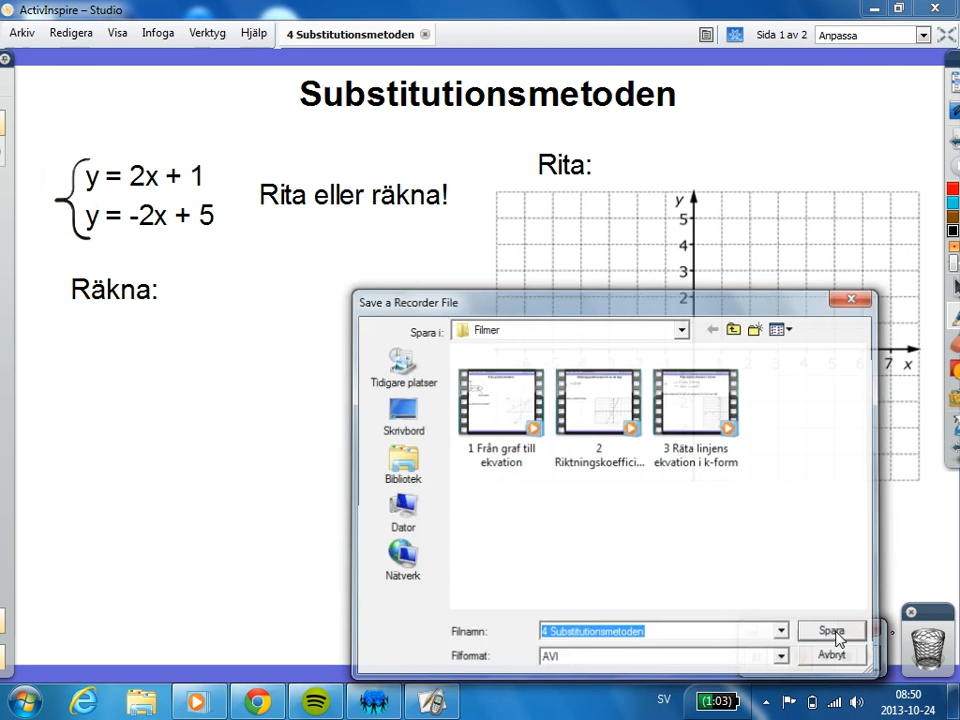 ActivInspire – Studio
Arkiv Redigera Visa Infoga Verktyg Hjälp 4 Substitutionsmetoden Sida 1 av 2 Anpassa
Substitutionsmetoden
y = 2x + 1
y = -2x + 5
Rita eller räkna!
Rita:
Räkna:
y
5
4
3
2
7 x
Save a Recorder File
Spara i: Filmer
Tidigare platser
Skrivbord
Bibliotek
Dator
Nätverk
1 Från graf till
ekvation
2
Riktningskoeffici...
3 Räta linjens
ekvation i k-form
Filnamn: 4 Substitutionsmetoden Spara
Filformat: AVI Avbryt
SV (1:03) 08:50
2013-10-24